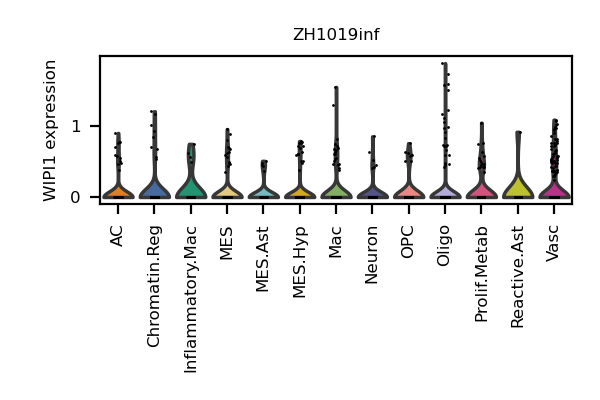 ZH1019inf
WIPI1 expression
1
0
AC
Chromatin.Reg
Inflammatory.Mac
MES
MES.Ast
MES.Hyp
Mac
Neuron
OPC
Oligo
Prolif.Metab
Reactive.Ast
Vasc